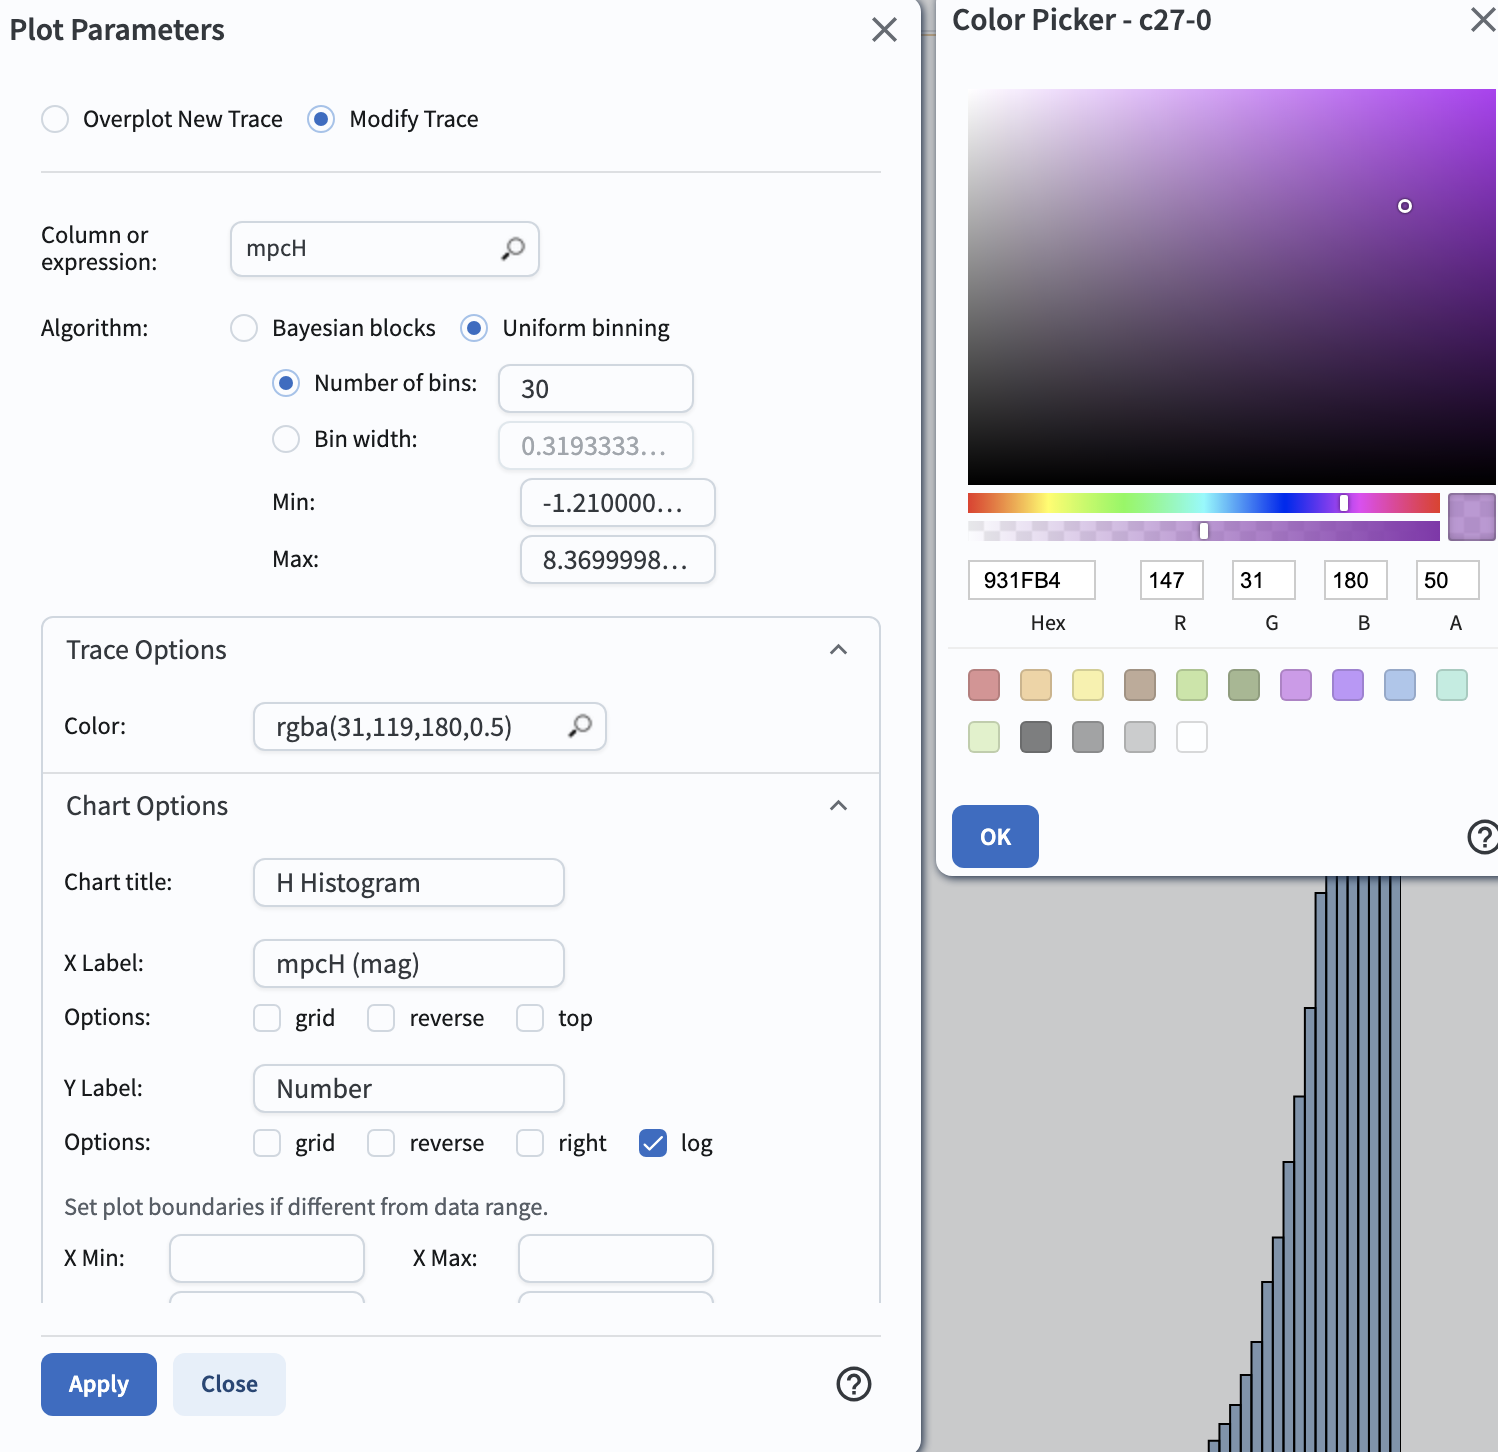 Plot Parameters
Overplot New Trace Modify Trace
Column or
expression:
mpcH
Algorithm: Bayesian blocks Uniform binning
Number of bins: 30
Bin width: 0.3193333...
Min: -1.210000...
Max: 8.3699998...
Trace Options
Color: rgba(31,119,180,0.5)
Chart Options
Chart title: H Histogram
X Label: mpcH (mag)
Options: grid reverse top
Y Label: Number
Options: grid reverse right log
Set plot boundaries if different from data range.
X Min: X Max:
Apply Close ?
Color Picker - c27-0
931FB4 147 31 180 50
Hex R G B A
OK ?